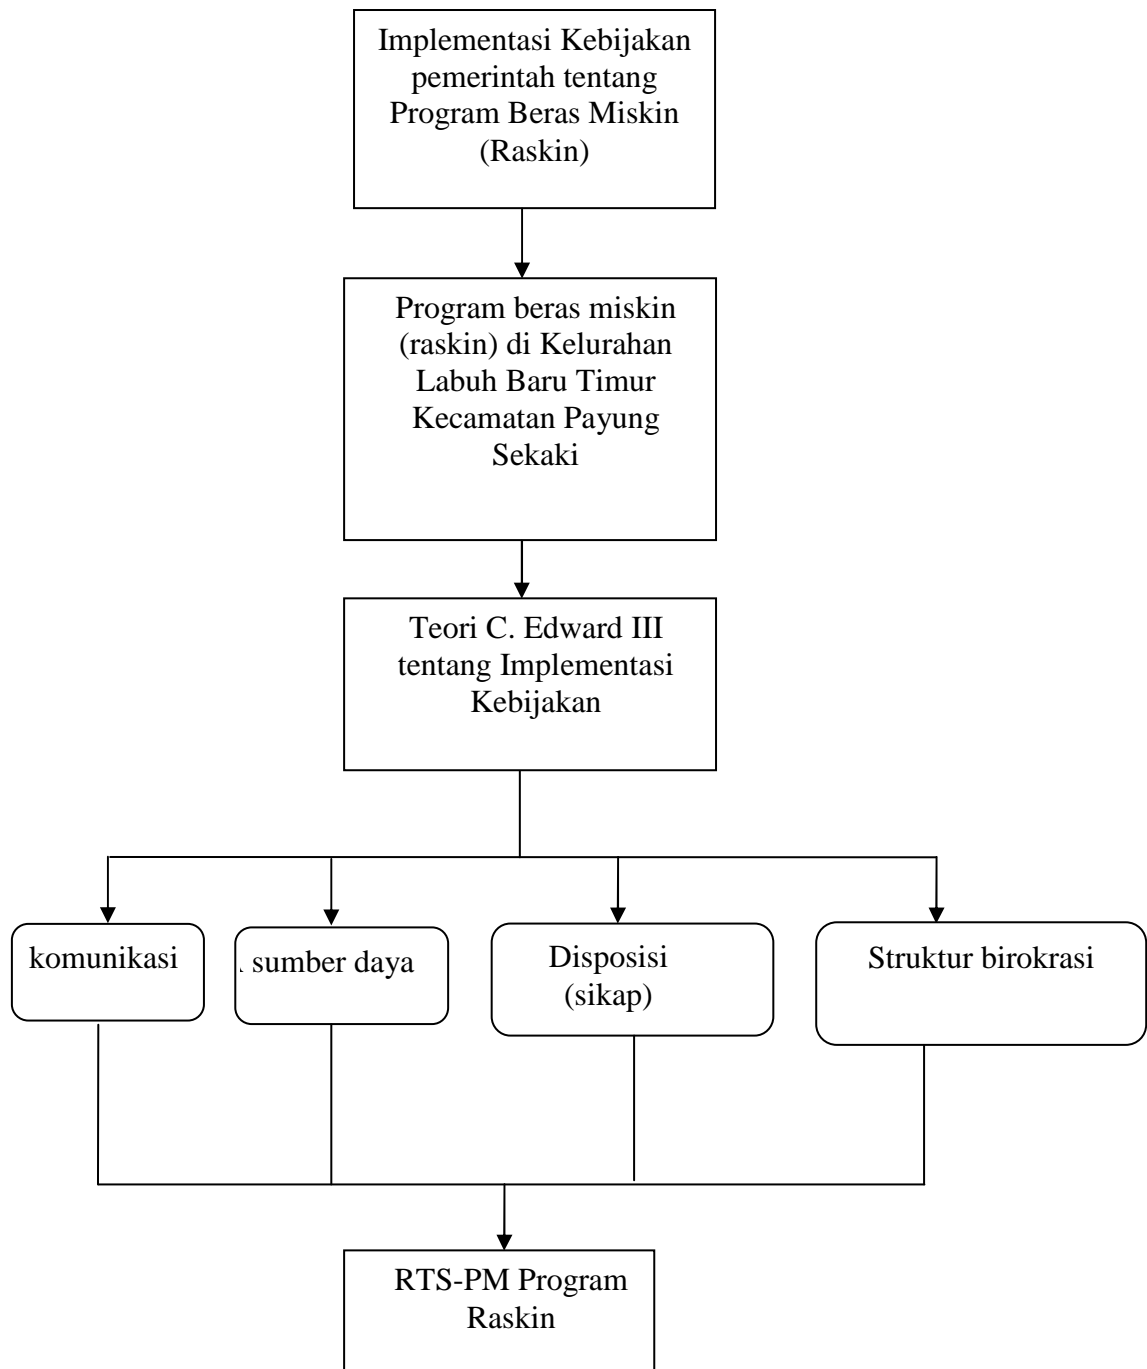 Implementasi Kebijakan
pemerintah tentang
Program Beras Miskin
(Raskin)
Program beras miskin
(raskin) di Kelurahan
Labuh Baru Timur
Kecamatan Payung
Sekaki
Teori C. Edward III
tentang Implementasi
Kebijakan
komunikasi
sumber daya
Disposisi
(sikap)
Struktur birokrasi
RTS-PM Program
Raskin